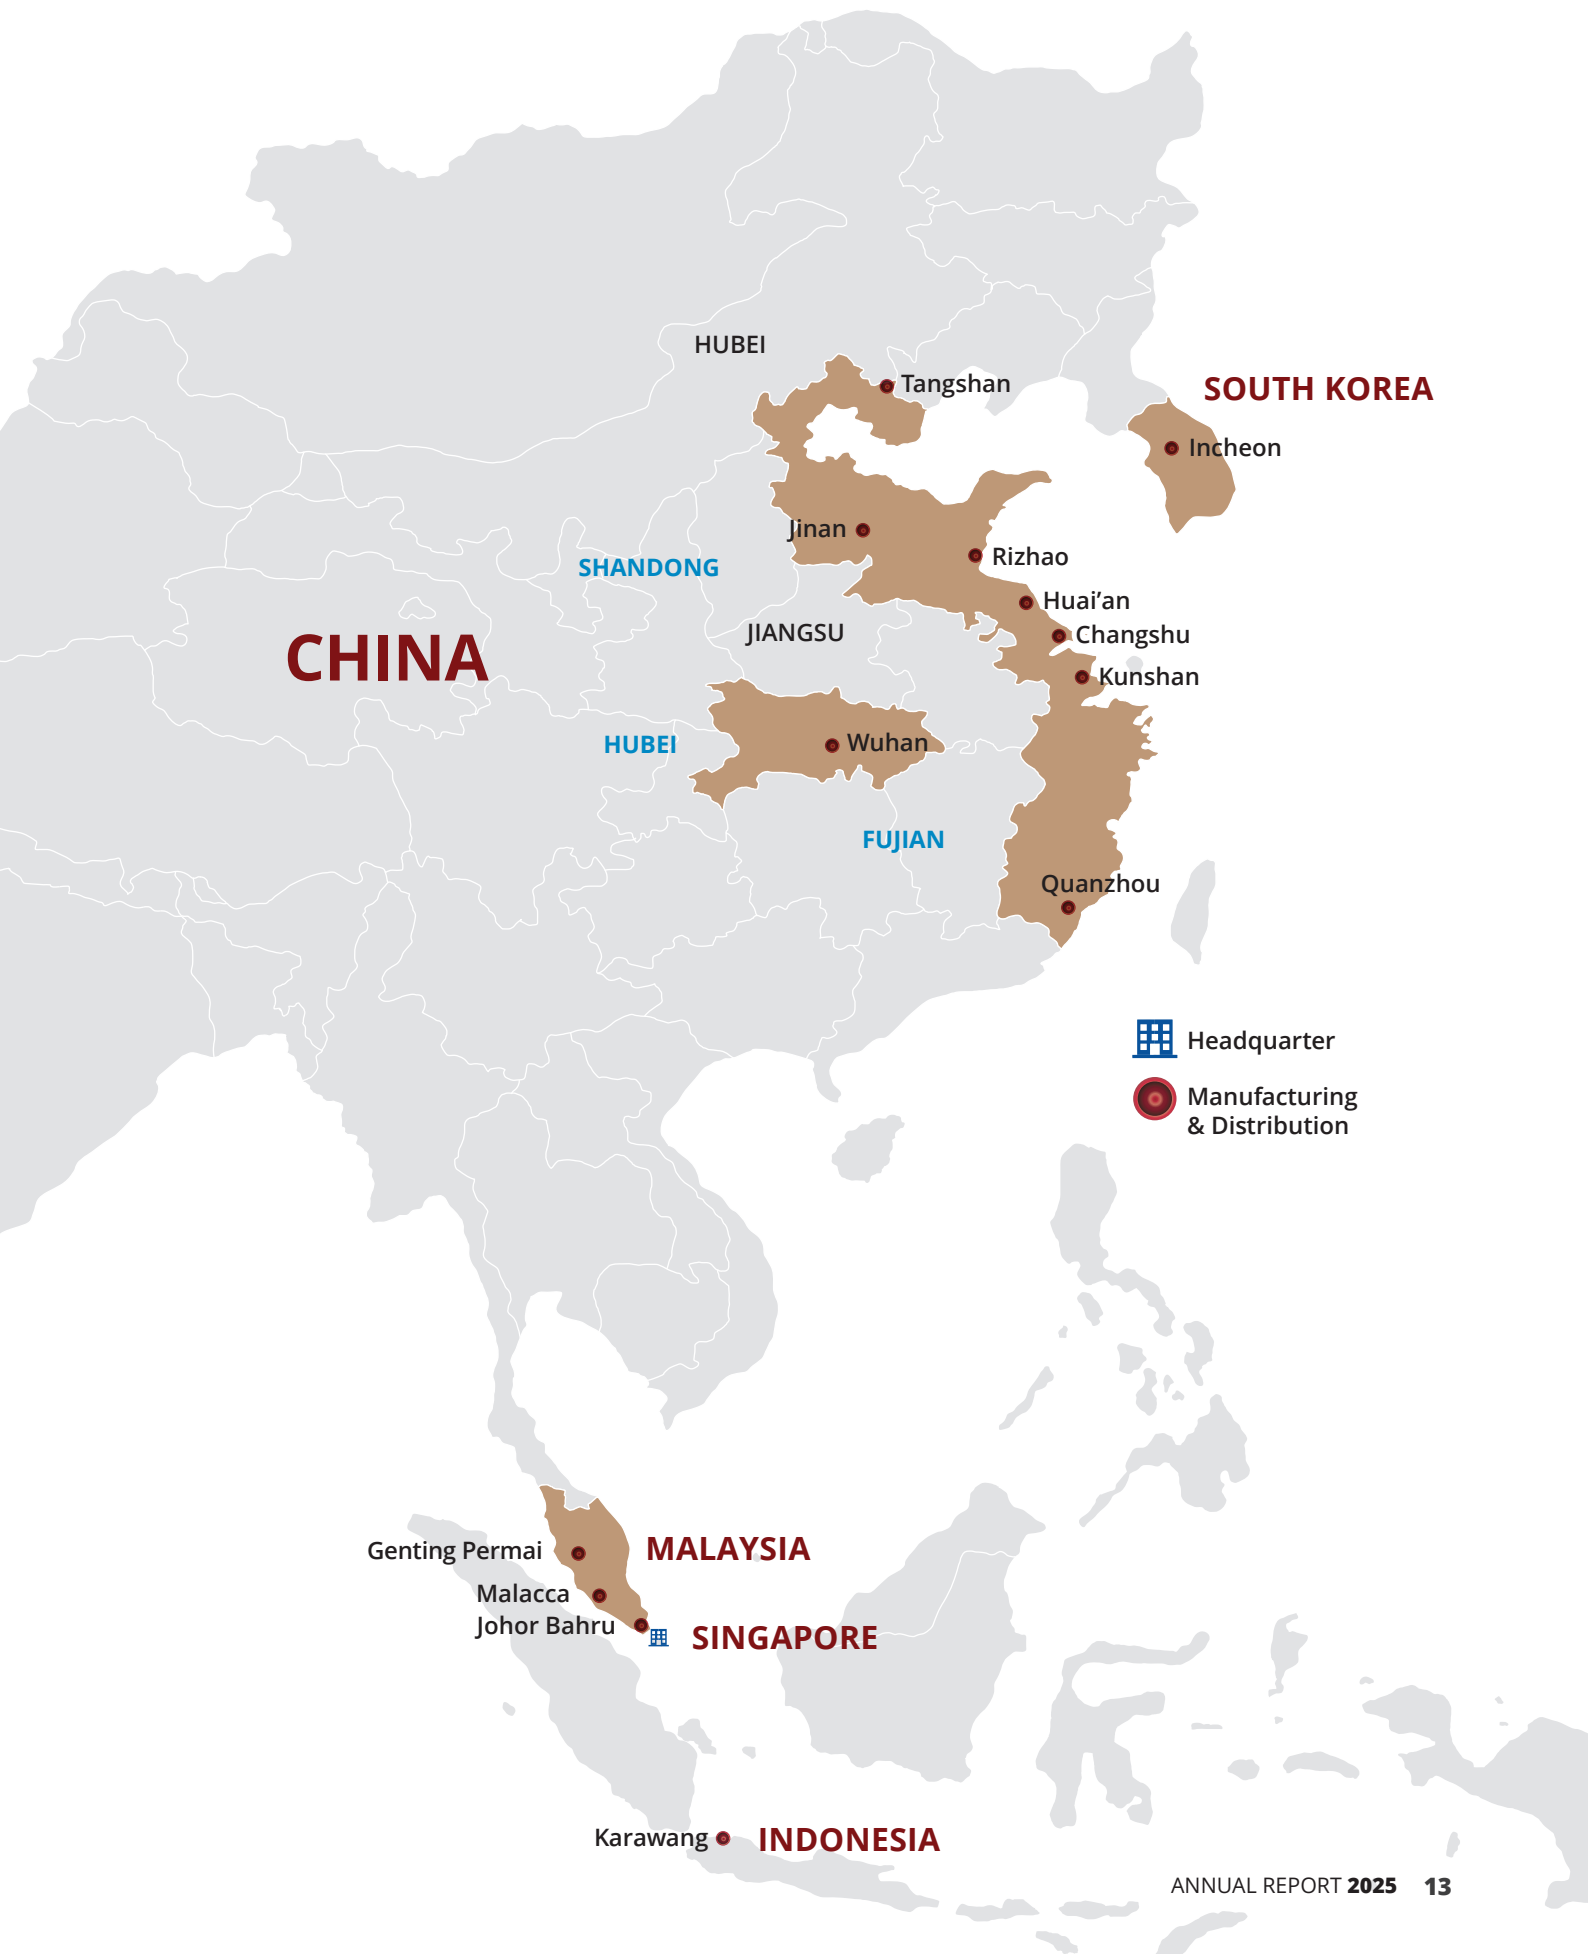 HUBEI
Tangshan
SOUTH KOREA
Incheon
Jinan
Rizhao
SHANDONG
Huai’an
JIANGSU
Changshu
CHINA
Kunshan
HUBEI
Wuhan
FUJIAN
Quanzhou
Headquarter
Manufacturing
& Distribution
Genting Permai
MALAYSIA
Malacca
Johor Bahru
SINGAPORE
Karawang
INDONESIA
ANNUAL REPORT 2025 13